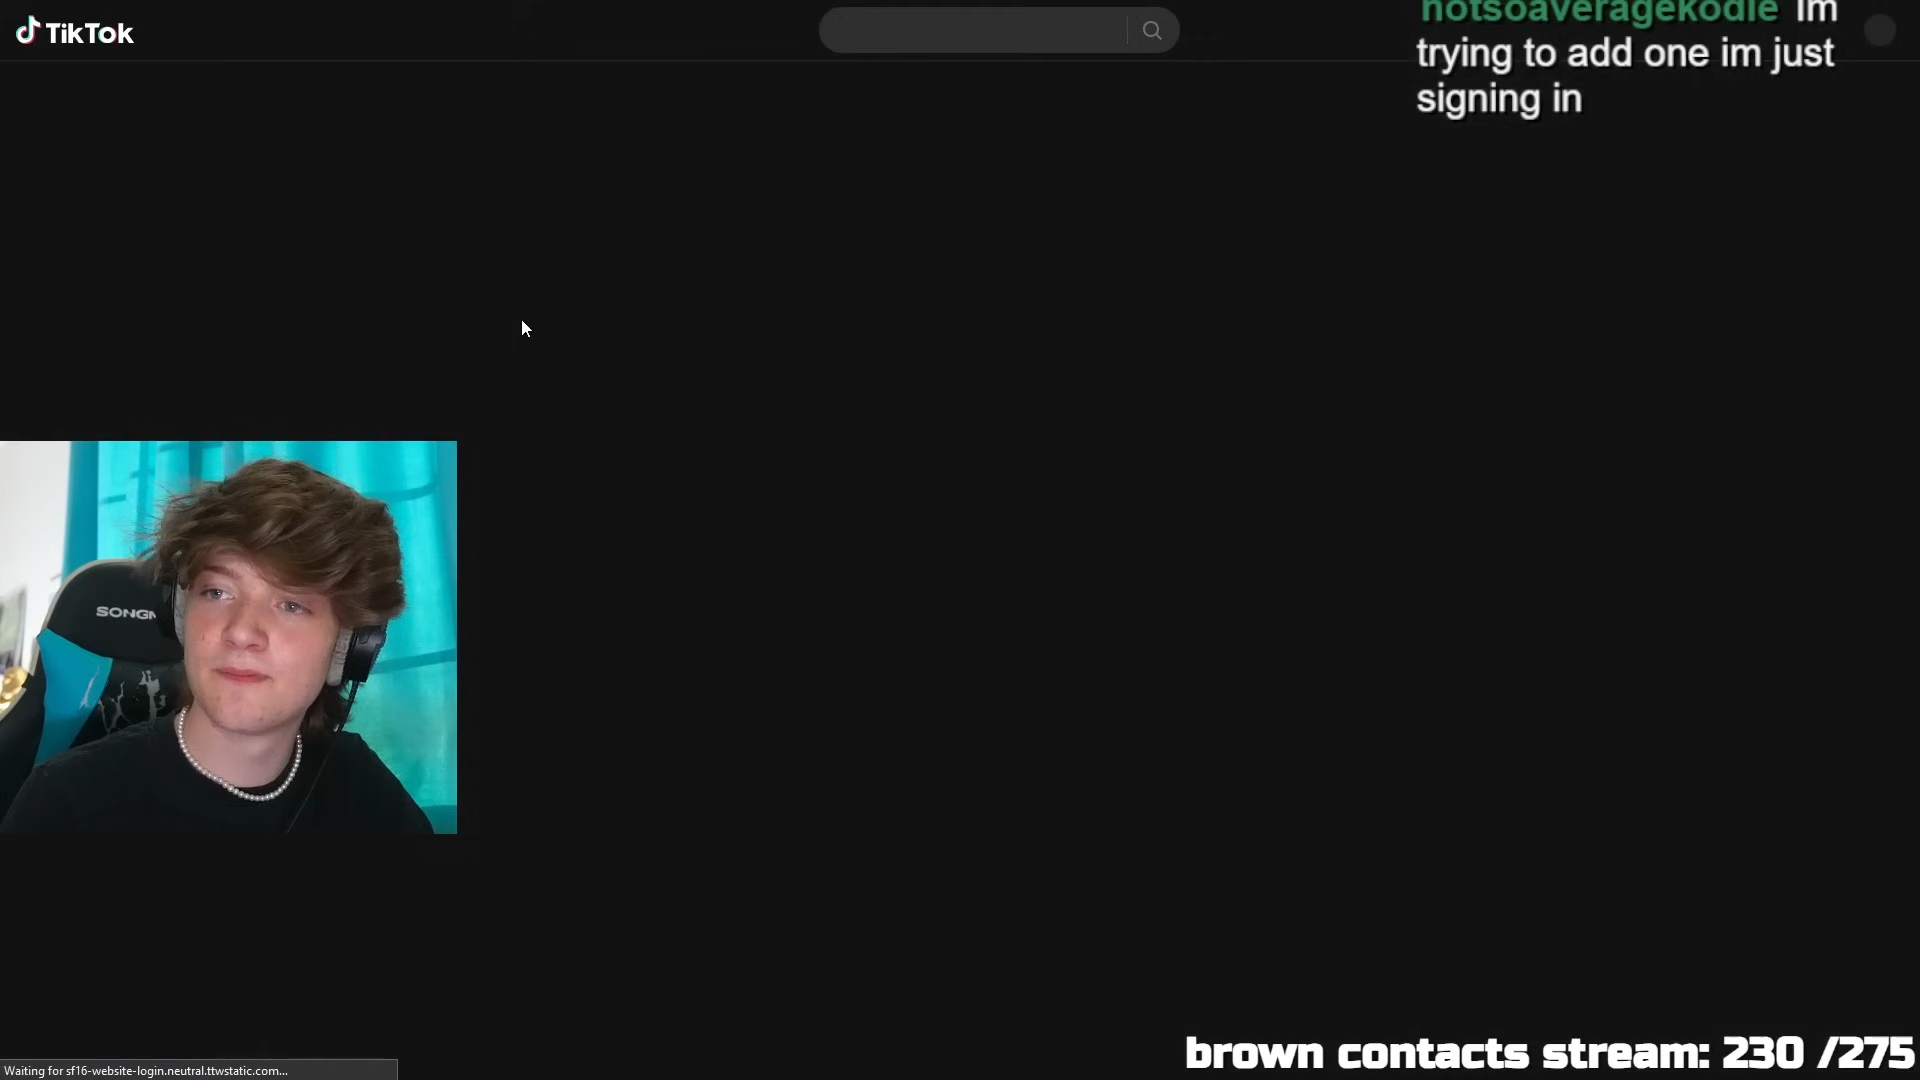 TikTok
notsoaveragekodie Im
trying to add one im just
signing in
SONGM
brown contacts stream: 230 /275
Waiting for sf16-website-login.neutral.ttwstatic.com...